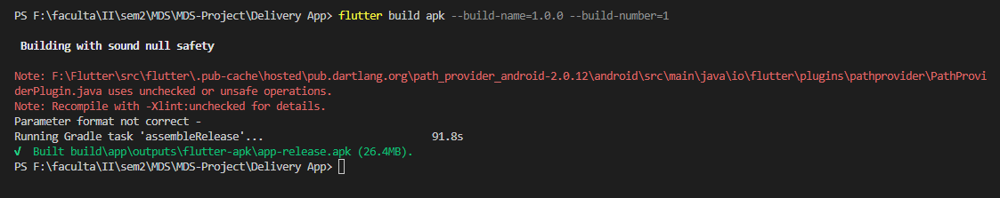 PS F:\faculta\II\sem2\MDS\MDS-Project\Delivery App> flutter build apk --build-name=1.0.0 --build-number=1
Building with sound null safety
Note: F:\Flutter\src\flutter\.pub-cache\hosted\pub.dartlang.org\path_provider_android-2.0.12\android\src\main\java\io\flutter\plugins\pathprovider\PathProvi
derPlugin.java uses unchecked or unsafe operations.
Note: Recompile with -Xlint:unchecked for details.
Parameter format not correct -
Running Gradle task 'assembleRelease'... 91.8s
√ Built build\app\outputs\flutter-apk\app-release.apk (26.4MB).
PS F:\faculta\II\sem2\MDS\MDS-Project\Delivery App>